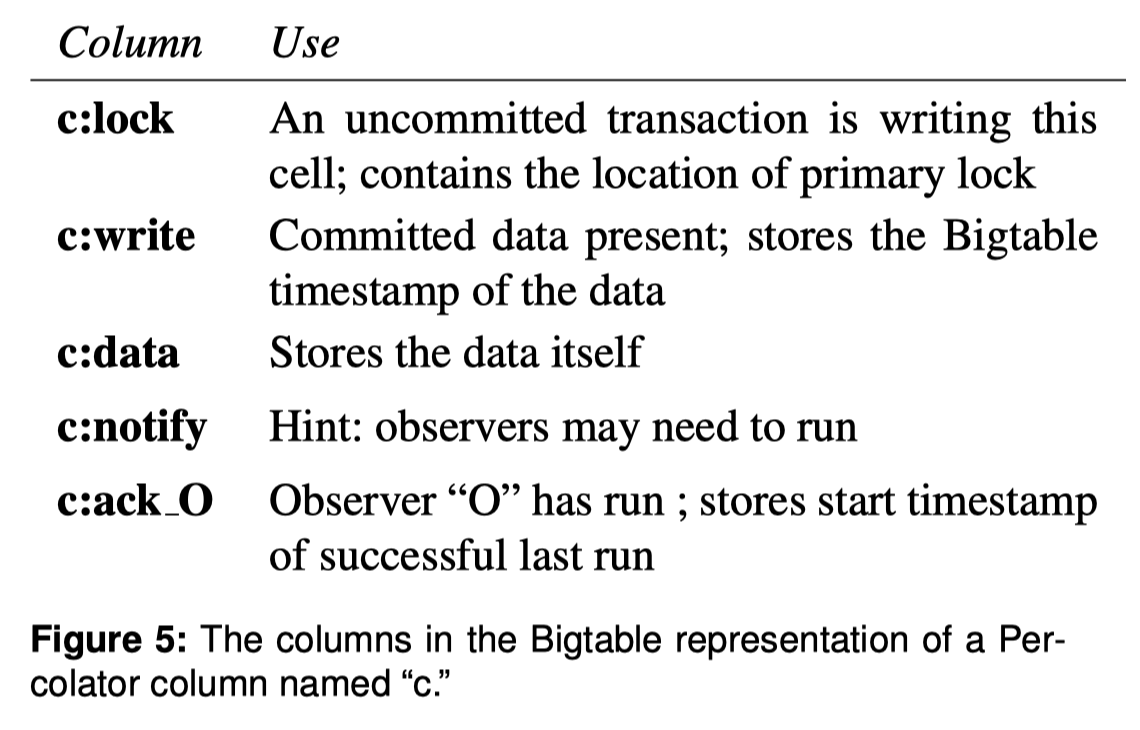 Column Use
c:lock An uncommitted transaction is writing this
cell; contains the location of primary lock
c:write Committed data present; stores the Bigtable
timestamp of the data
c:data Stores the data itself
c:notify Hint: observers may need to run
c:ack_O Observer “O” has run ; stores start timestamp
of successful last run
Figure 5: The columns in the Bigtable representation of a Per-
colator column named “c.”